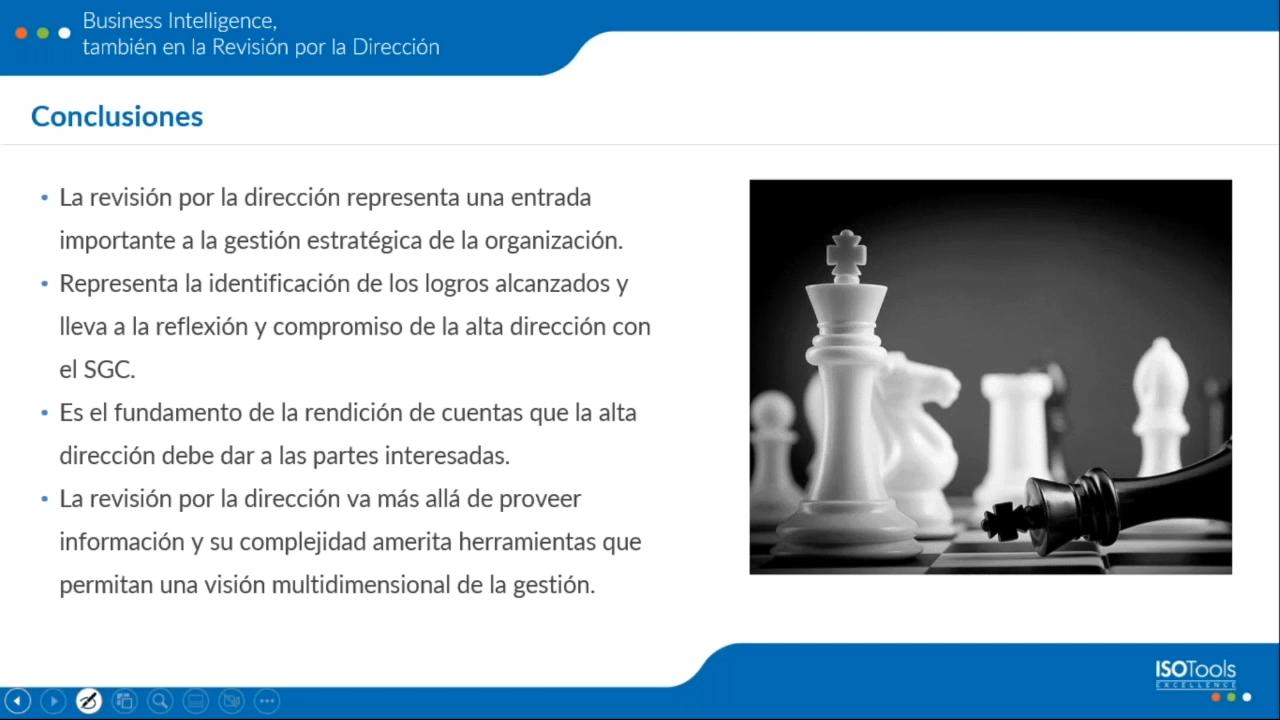 Business Intelligence,
también en la Revisión por la Dirección
Conclusiones
• La revisión por la dirección representa una entrada
importante a la gestión estratégica de la organización.
• Representa la identificación de los logros alcanzados y
lleva a la reflexión y compromiso de la alta dirección con
el SGC.
• Es el fundamento de la rendición de cuentas que la alta
dirección debe dar a las partes interesadas.
• La revisión por la dirección va más allá de proveer
información y su complejidad amerita herramientas que
permitan una visión multidimensional de la gestión.
ISOTools
EXCELLENCE